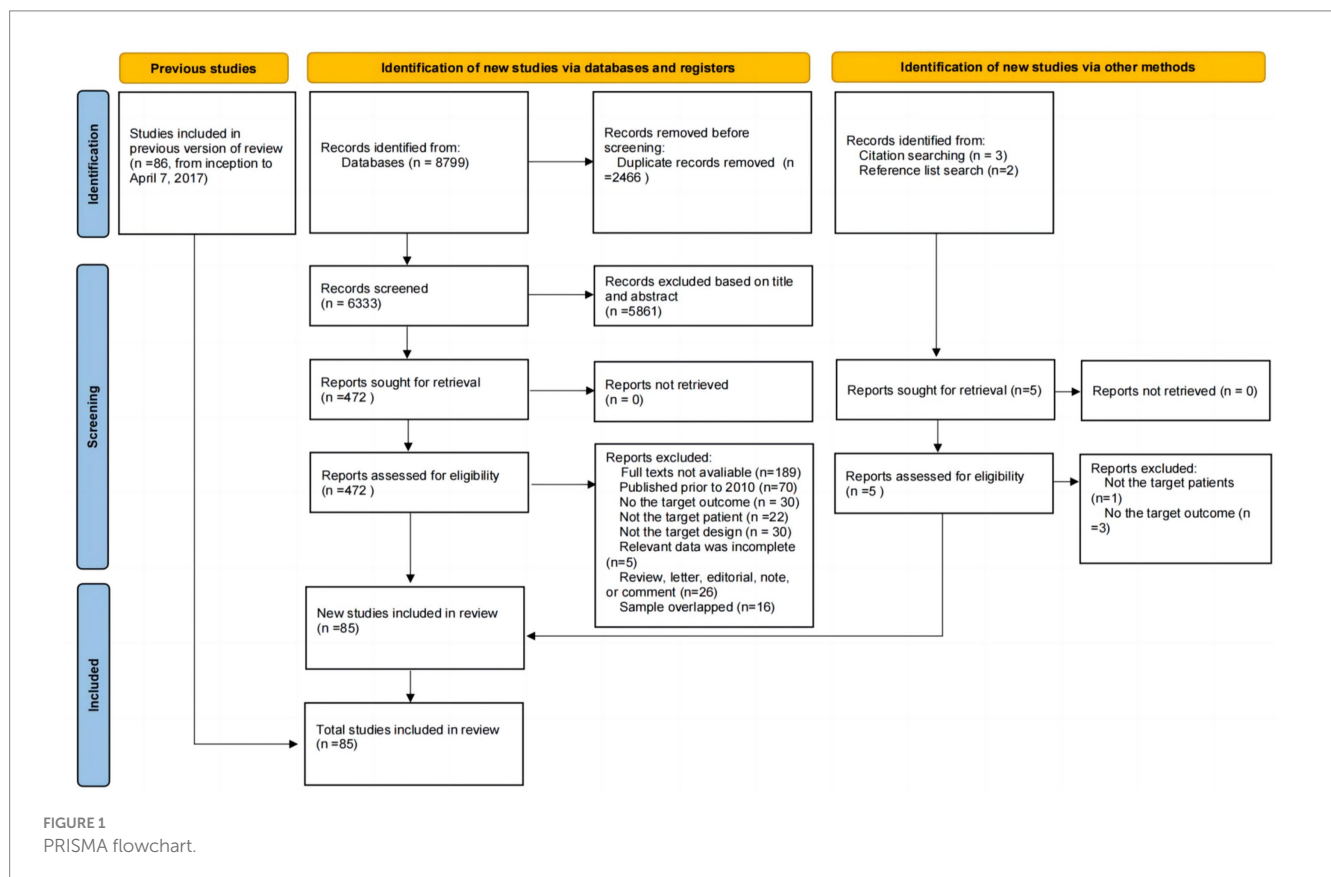 Previous studies
Identification of new studies via databases and registers
Identification of new studies via other methods
Identification
Studies included in
previous version of review
(n =86, from inception to
April 7, 2017)
Records identified from:
Databases (n = 8799)
Records removed before
screening:
Duplicate records removed (n
=2466 )
Records identified from:
Citation searching (n = 3)
Reference list search (n=2)
Screening
Records screened
(n = 6333)
Records excluded based on title
and abstract
(n =5861)
Reports sought for retrieval
(n =472 )
Reports not retrieved
(n = 0)
Reports sought for retrieval (n=5)
Reports not retrieved (n = 0)
Reports assessed for eligibility
(n =472 )
Reports excluded:
Full texts not avaliable (n=189)
Published prior to 2010 (n=70)
No the target outcome (n = 30)
Not the target patient (n =22)
Not the target design (n = 30)
Relevant data was incomplete
(n=5)
Review, letter, editorial, note,
or comment (n=26)
Sample overlapped (n=16)
Reports assessed for eligibility
(n =5 )
Reports excluded:
Not the target patients
(n=1)
No the target outcome (n
=3)
Included
New studies included in review
(n =85)
Total studies included in review
(n =85)
FIGURE 1
PRISMA flowchart.